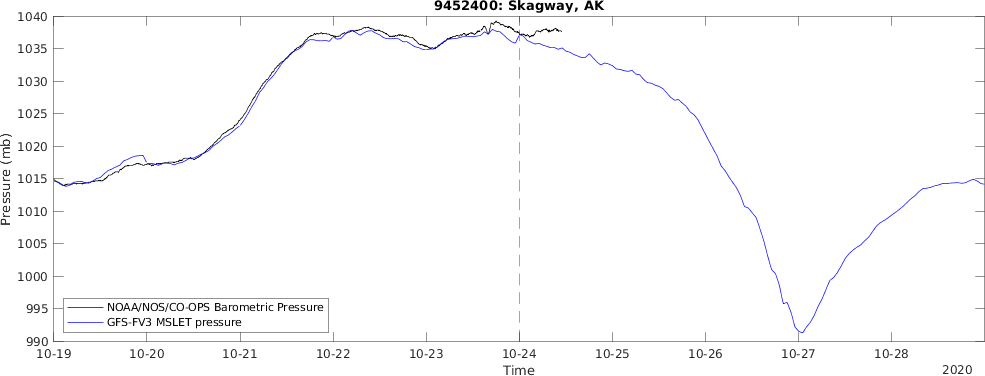 9452400: Skagway, AK
Pressure (mb)
1040
1035
1030
1025
1020
1015
1010
1005
1000
995
990
NOAA/NOS/CO-OPS Barometric Pressure
GFS-FV3 MSLET pressure
10-19 10-20 10-21 10-22 10-23 10-24 10-25 10-26 10-27 10-28
Time
2020